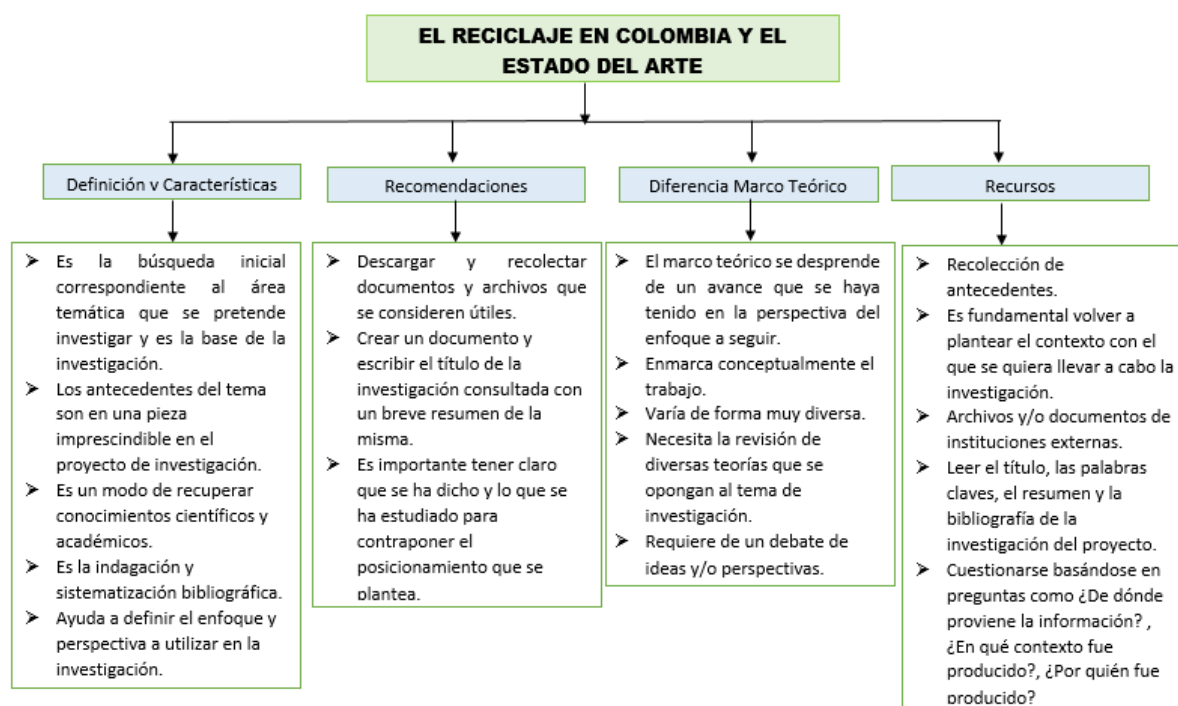 EL RECICLAJE EN COLOMBIA Y EL
ESTADO DEL ARTE
Definición v Características
Recomendaciones
Diferencia Marco Teórico
Recursos
➢ Es la búsqueda inicial
correspondiente al área
temática que se pretende
investigar y es la base de la
investigación.
➢ Los antecedentes del tema
son en una pieza
imprescindible en el
proyecto de investigación.
➢ Es un modo de recuperar
conocimientos científicos y
académicos.
➢ Es la indagación y
sistematización bibliográfica.
➢ Ayuda a definir el enfoque y
perspectiva a utilizar en la
investigación.
➢ Descargar y recolectar
documentos y archivos que
se consideren útiles.
➢ Crear un documento y
escribir el título de la
investigación consultada con
un breve resumen de la
misma.
➢ Es importante tener claro
que se ha dicho y lo que se
ha estudiado para
contraponer el
posicionamiento que se
plantea.
➢ El marco teórico se desprende
de un avance que se haya
tenido en la perspectiva del
enfoque a seguir.
➢ Enmarca conceptualmente el
trabajo.
➢ Varía de forma muy diversa.
➢ Necesita la revisión de
diversas teorías que se
opongan al tema de
investigación.
➢ Requiere de un debate de
ideas y/o perspectivas.
➢ Recolección de
antecedentes.
➢ Es fundamental volver a
plantear el contexto con el
que se quiera llevar a cabo la
investigación.
➢ Archivos y/o documentos de
instituciones externas.
➢ Leer el título, las palabras
claves, el resumen y la
bibliografía de la
investigación del proyecto.
➢ Cuestionarse basándose en
preguntas como ¿De dónde
proviene la información? ,
¿En qué contexto fue
producido?, ¿Por quién fue
producido?